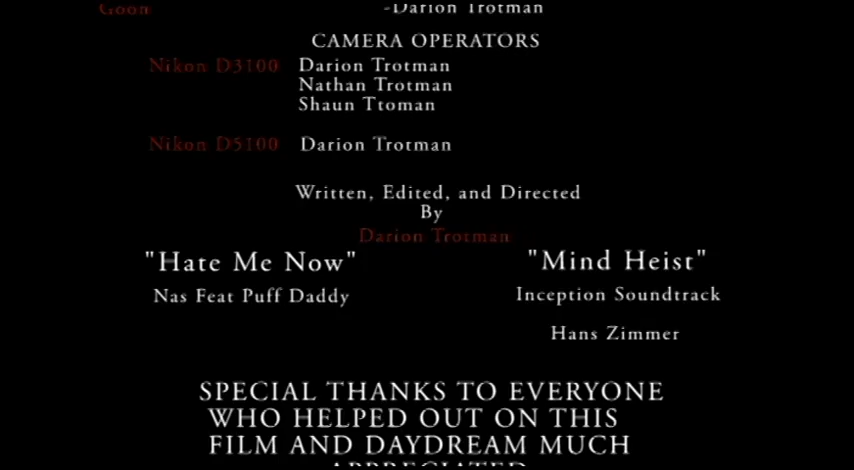 Goon -Darion Trotman
CAMERA OPERATORS
Nikon D3100 Darion Trotman
Nathan Trotman
Shaun Ttoman
Nikon D5100 Darion Trotman
Written, Edited, and Directed
By
Darion Trotman
"Hate Me Now" "Mind Heist"
Nas Feat Puff Daddy Inception Soundtrack
Hans Zimmer
SPECIAL THANKS TO EVERYONE
WHO HELPED OUT ON THIS
FILM AND DAYDREAM MUCH
APPRECIATED